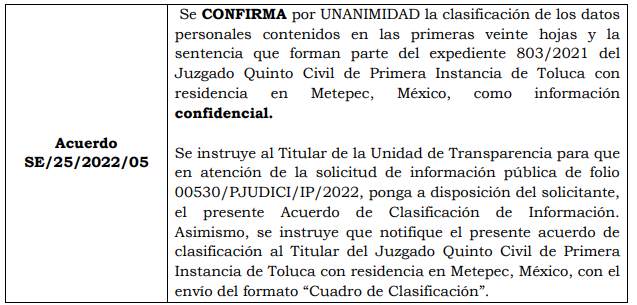 Acuerdo
SE/25/2022/05
Se CONFIRMA por UNANIMIDAD la clasificación de los datos
personales contenidos en las primeras veinte hojas y la
sentencia que forman parte del expediente 803/2021 del
Juzgado Quinto Civil de Primera Instancia de Toluca con
residencia en Metepec, México, como información
confidencial.
Se instruye al Titular de la Unidad de Transparencia para que
en atención de la solicitud de información pública de folio
00530/PJUDICI/IP/2022, ponga a disposición del solicitante,
el presente Acuerdo de Clasificación de Información.
Asimismo, se instruye que notifique el presente acuerdo de
clasificación al Titular del Juzgado Quinto Civil de Primera
Instancia de Toluca con residencia en Metepec, México, con el
envío del formato “Cuadro de Clasificación”.